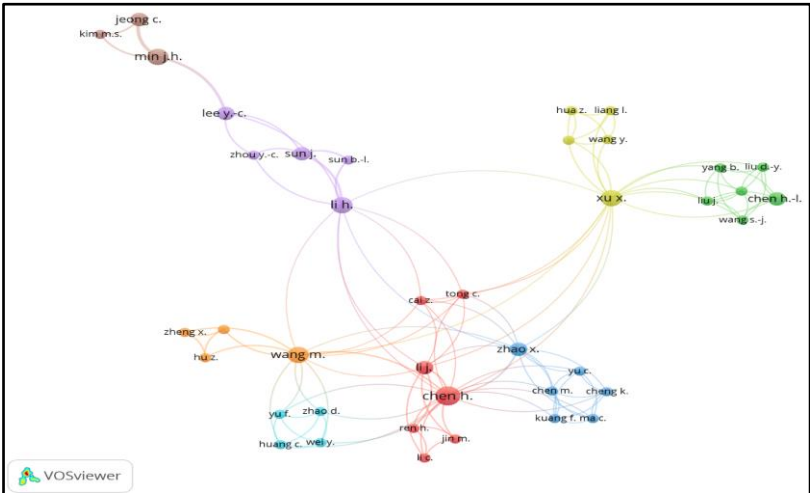 jeong c.
kim m.s.
min j.h.
lee y.-c.
zhou y.-c.
sun j.
sun b.-l.
li h.
hua z.
liang l.
wang y.
xu x.
yang b.
liu d.-y.
liu j.
chen h.-l.
wang s.-j.
cai z.
tong c.
zheng x.
hu z.
wang m.
li j.
zhao x.
yu c.
chen m.
cheng k.
kuang f.
ma c.
chen h.
yu f.
zhao d.
huang c.
wei y.
ren h.
jin m.
li c.
VOSviewer